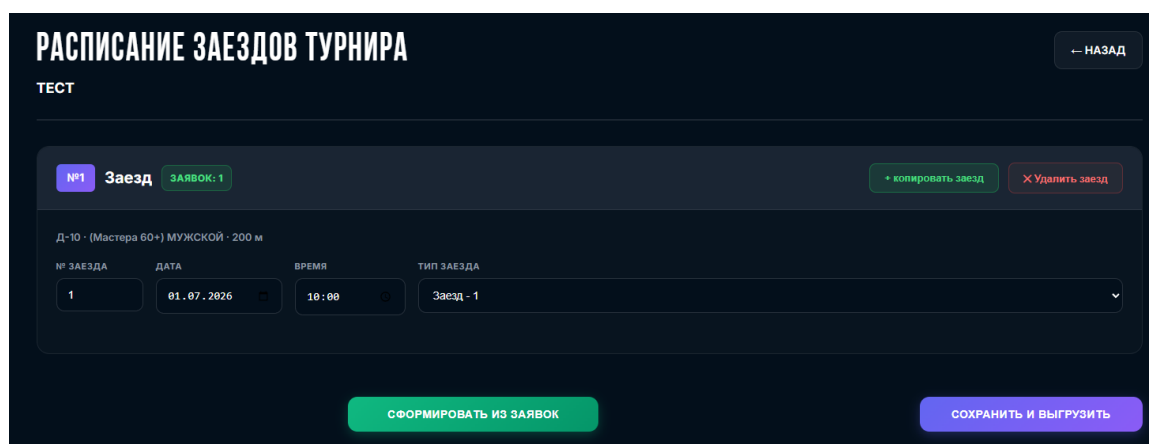 РАСПИСАНИЕ ЗАЕЗДОВ ТУРНИРА
← НАЗАД
ТЕСТ
№1 Заезд ЗАЯВОК: 1
+ копировать заезд
✕ Удалить заезд
Д-10 · (Мастера 60+) МУЖСКОЙ · 200 м
№ ЗАЕЗДА ДАТА ВРЕМЯ ТИП ЗАЕЗДА
1 01.07.2026 10:00 Заезд - 1
СФОРМИРОВАТЬ ИЗ ЗАЯВОК
СОХРАНИТЬ И ВЫГРУЗИТЬ